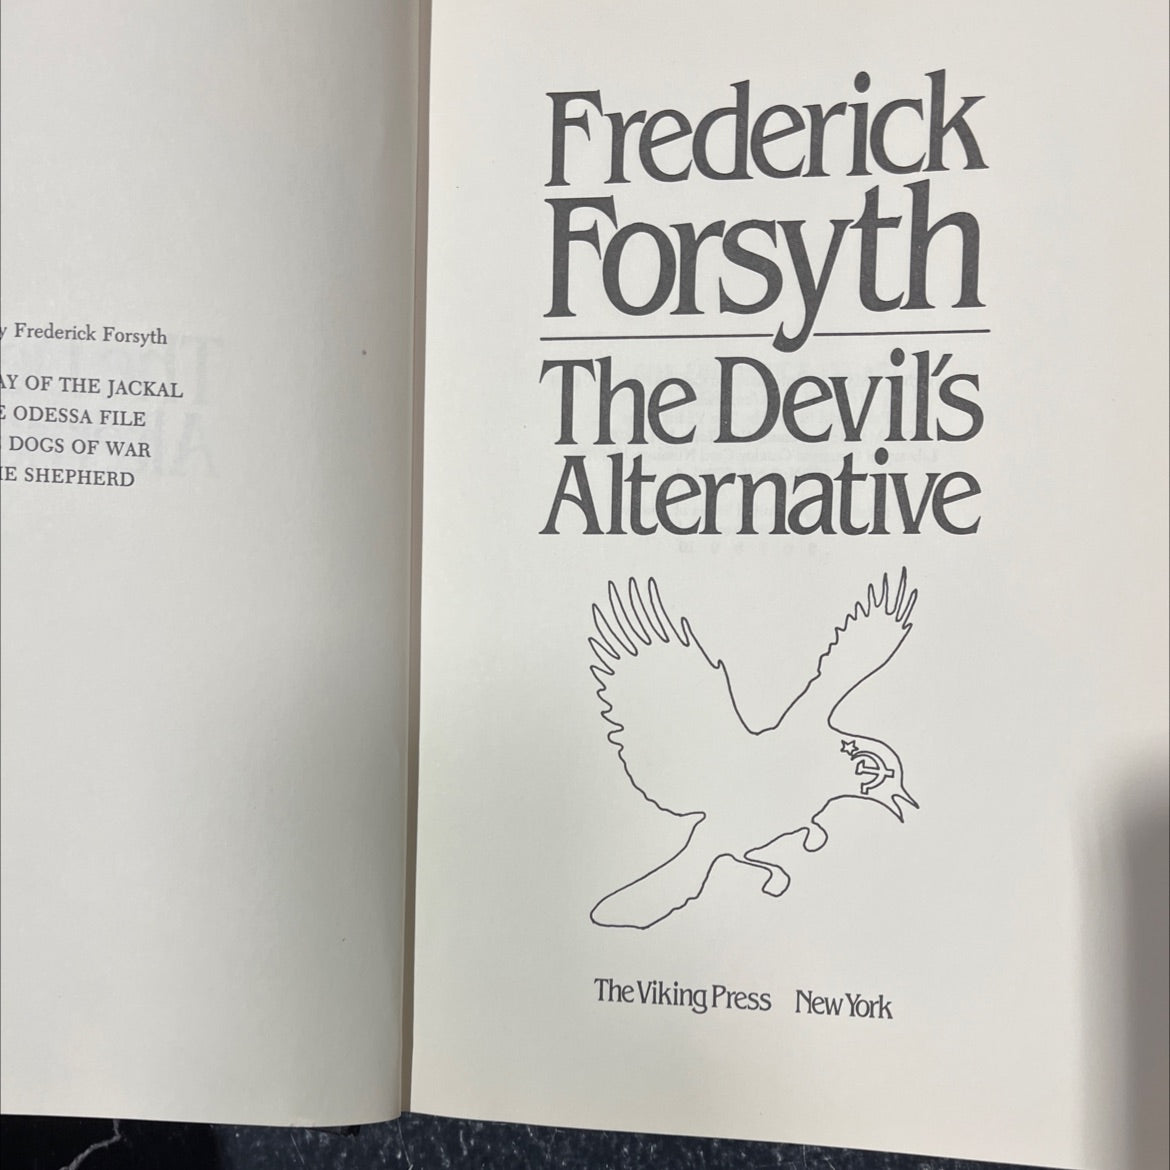 y Frederick Forsyth
AY OF THE JACKAL
E ODESSA FILE
DOGS OF WAR
HE SHEPHERD
Frederick
Forsyth
The Devil's
Alternative
The Viking Press New York